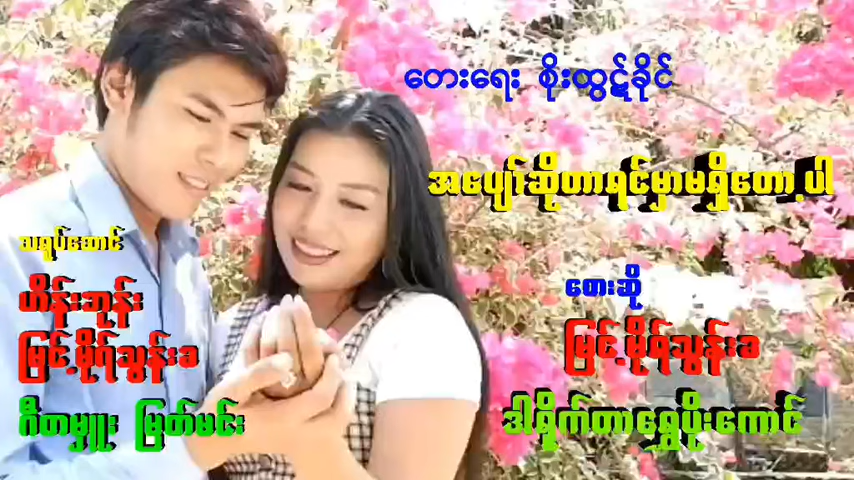 တေးရေး စိုးထွဋ်ခိုင်
အပျော်ဆိုတာရင်မှာမရှိတော့ပါ
သရုပ်ဆောင်
ဟိန်းဘုန်း
မြင့်မိုရ်သွန်းခ
ဂီတမှူး မြတ်မင်း
တေးဆို
မြင့်မိုရ်သွန်းခ
ဒါရိုက်တာရွှေပိုးကောင်